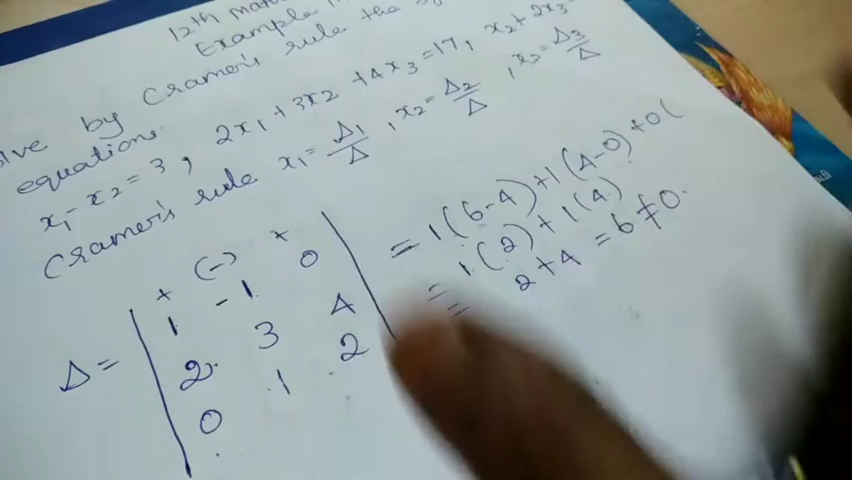 12th mat
Example
Solve by Cramer's rule the sy
equations.
x₁ - x₂ = 3, 2x₁ + 3x₂ + 4x₃ = 17, x₂ + 2x₃ =
Cramer's rule x₁ = Δ₁/Δ, x₂ = Δ₂/Δ, x₃ = Δ₃/Δ
+ (-) +
Δ = | 1 -1 0 |
| 2 3 4 |
| 0 1 2 |
= 1(6-4) + 1(4-0) + 0(
= 1(2) + 1(4)
= 2+4 = 6 ≠ 0.